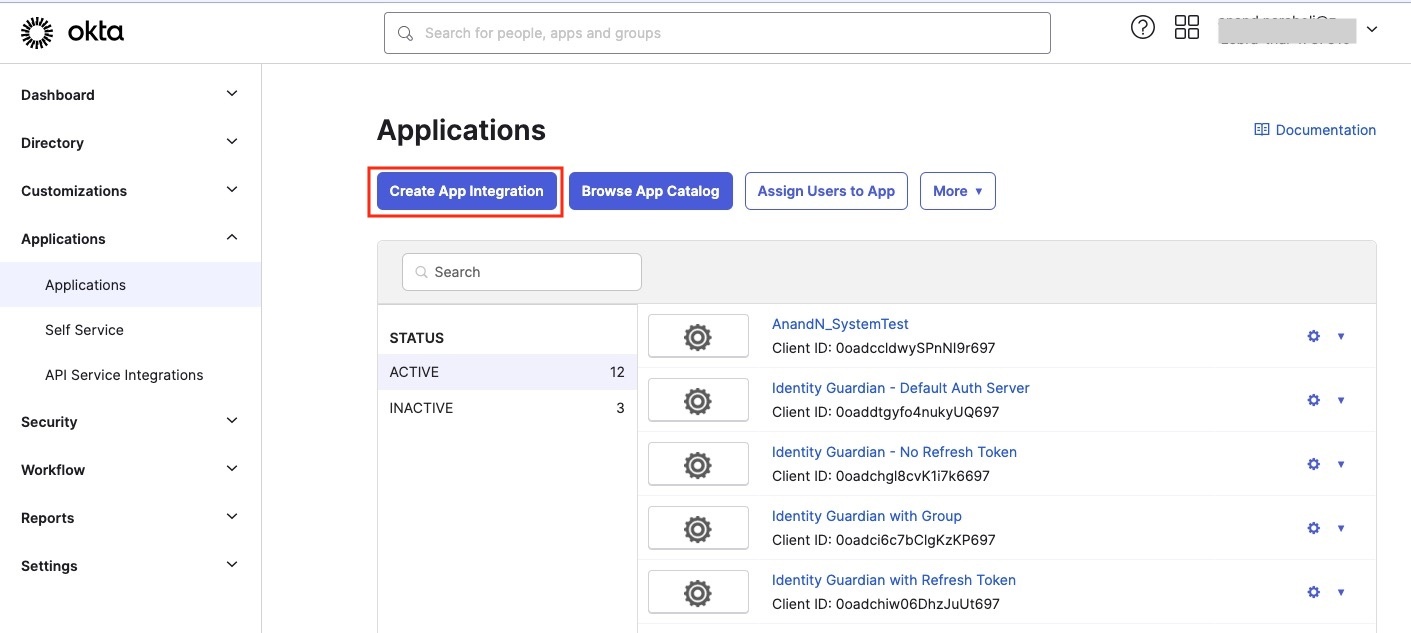 okta
Search for people, apps and groups
Dashboard
Directory
Customizations
Applications
Applications
Self Service
API Service Integrations
Security
Workflow
Reports
Settings
Applications
Documentation
Create App Integration
Browse App Catalog
Assign Users to App
More
Search
STATUS
ACTIVE 12
INACTIVE 3
AnandN_SystemTest
Client ID: 0oadccldwySPnNI9r697
Identity Guardian - Default Auth Server
Client ID: 0oaddtgyfo4nukyUQ697
Identity Guardian - No Refresh Token
Client ID: 0oadchgl8cvK1i7k6697
Identity Guardian with Group
Client ID: 0oadci6c7bClgKzKP697
Identity Guardian with Refresh Token
Client ID: 0oadchiw06DhzJuUt697